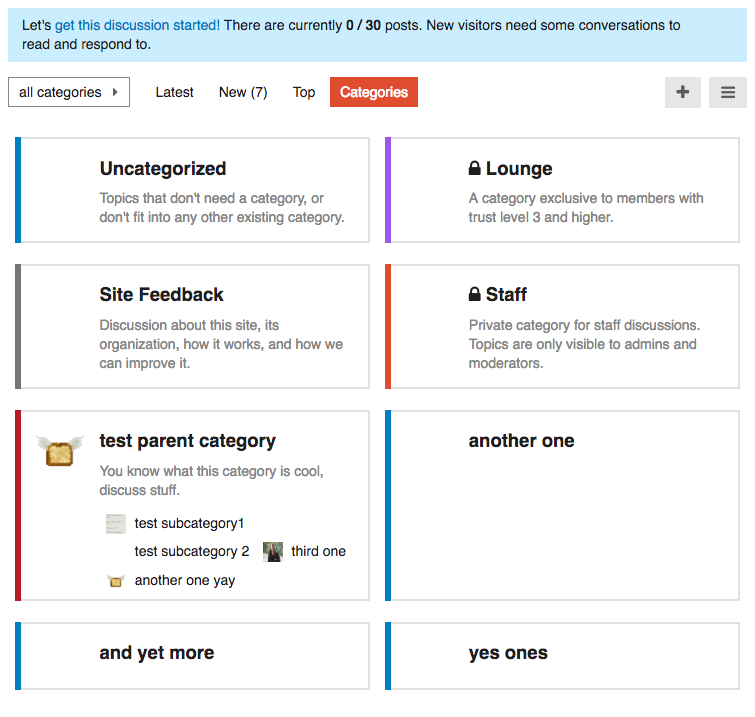 Let's get this discussion started! There are currently 0 / 30 posts. New visitors need some conversations to
read and respond to.
all categories
Latest
New (7)
Top
Categories
Uncategorized
Topics that don't need a category, or
don't fit into any other existing category.
Lounge
A category exclusive to members with
trust level 3 and higher.
Site Feedback
Discussion about this site, its
organization, how it works, and how we
can improve it.
Staff
Private category for staff discussions.
Topics are only visible to admins and
moderators.
test parent category
You know what this category is cool,
discuss stuff.
test subcategory1
test subcategory 2
third one
another one yay
another one
and yet more
yes ones